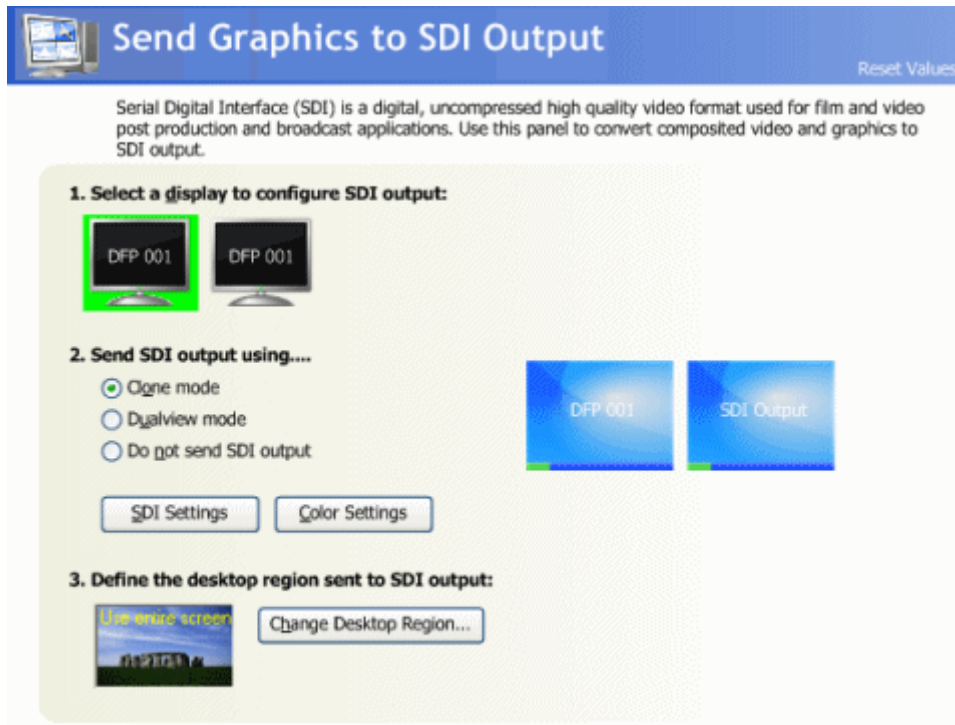 Send Graphics to SDI Output
Reset Values
Serial Digital Interface (SDI) is a digital, uncompressed high quality video format used for film and video
post production and broadcast applications. Use this panel to convert composited video and graphics to
SDI output.
1. Select a display to configure SDI output:
DFP 001
DFP 001
2. Send SDI output using....
Clone mode
Dualview mode
Do not send SDI output
DFP 001
SDI Output
SDI Settings
Color Settings
3. Define the desktop region sent to SDI output:
Use entire screen
Change Desktop Region...